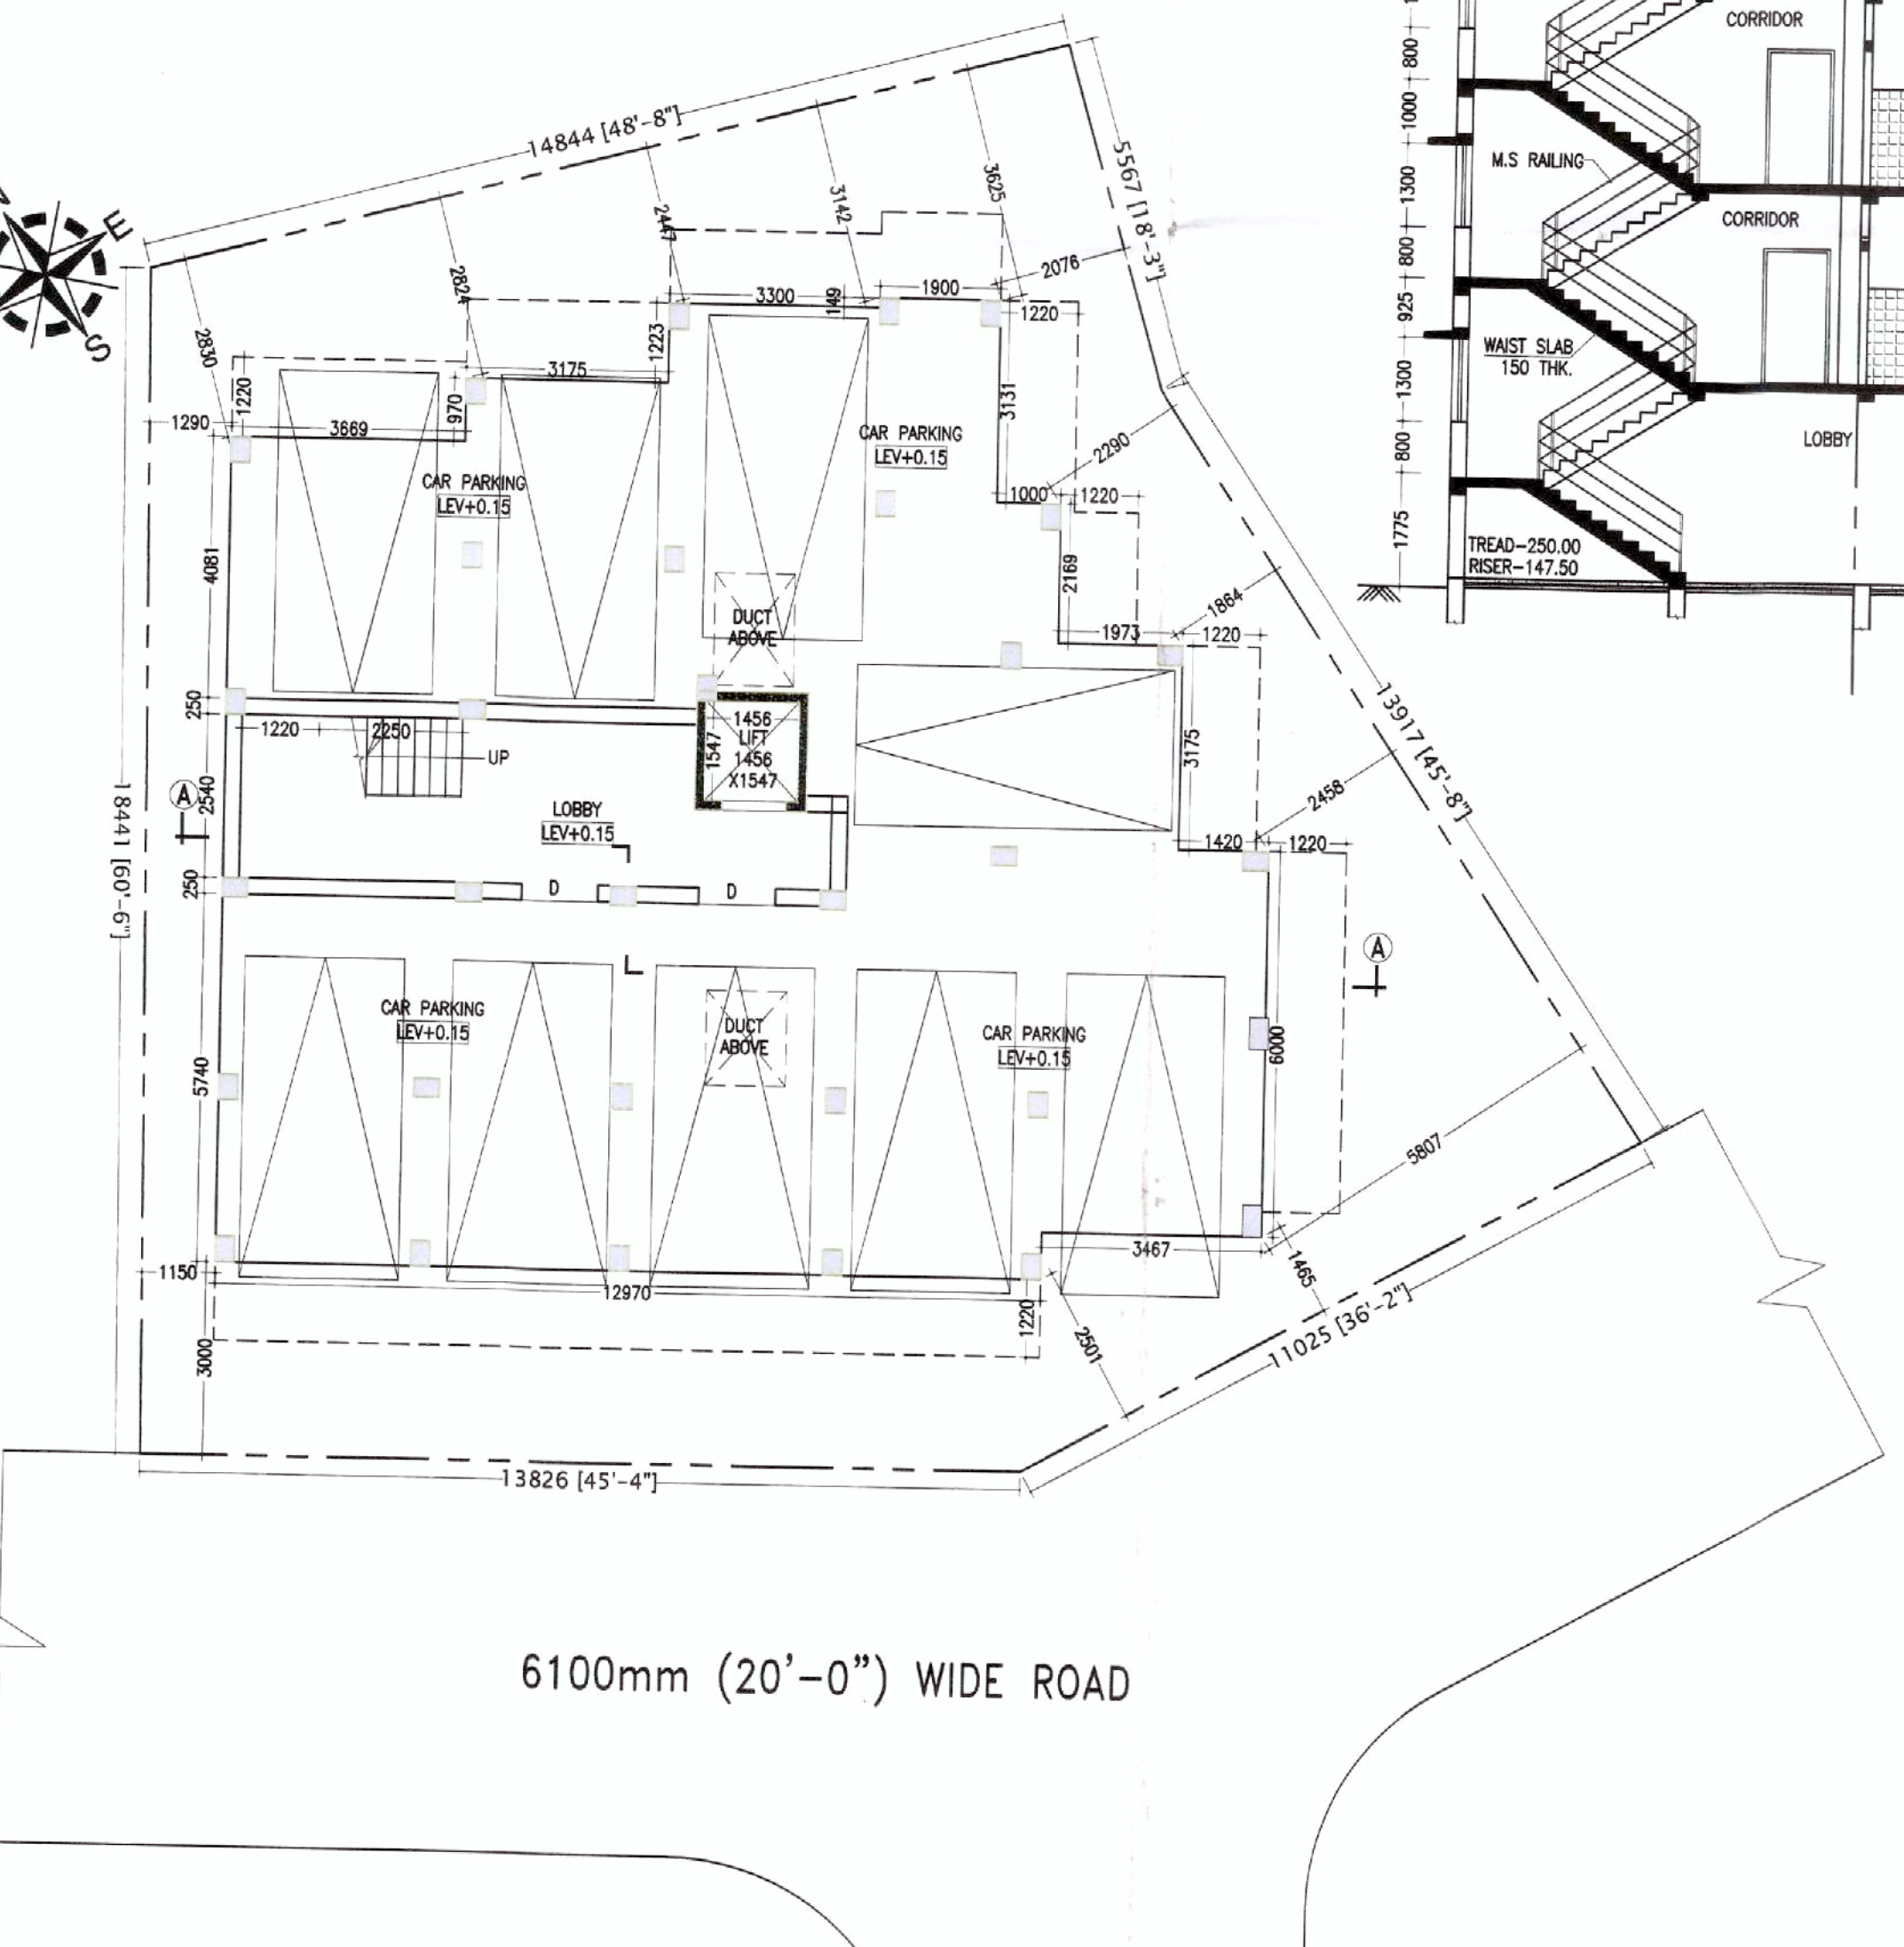 14844 [48'-8"]
5567 [18'-3"]
E
S
2830
2824
2447
3142
3625
2076
3300
149
1900
1220
1223
3175
970
1220
1290
3669
3131
CAR PARKING
LEV+0.15
CAR PARKING
LEV+0.15
2290
1000
1220
4081
2169
1864
DUCT
ABOVE
1973
1220
13917 [45'-8"]
250
1220
2250
UP
1456
LIFT
1456
X1547
1547
3175
A
2540
LOBBY
LEV+0.15
2458
1420
1220
18441 [60'-6"]
250
D
D
A
CAR PARKING
LEV+0.15
DUCT
ABOVE
CAR PARKING
LEV+0.15
6000
5740
5807
1150
12970
3467
1465
1220
2501
3000
11025 [36'-2"]
13826 [45'-4"]
6100mm (20'-0") WIDE ROAD
CORRIDOR
800
1000
M.S RAILING
1300
CORRIDOR
800
925
WAIST SLAB
150 THK.
1300
LOBBY
800
1775
TREAD-250.00
RISER-147.50